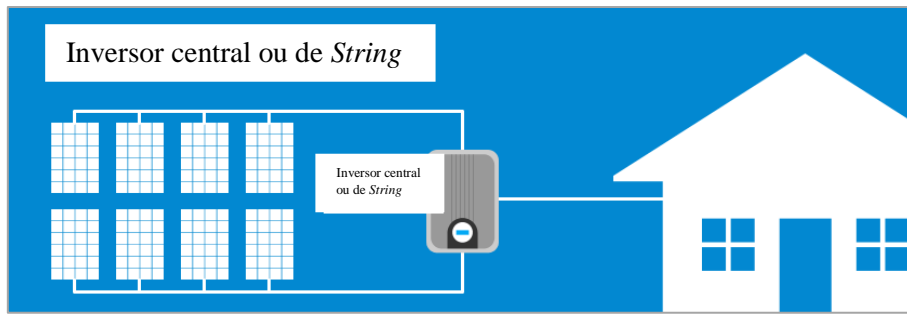 Inversor central ou de String
Inversor central
ou de String